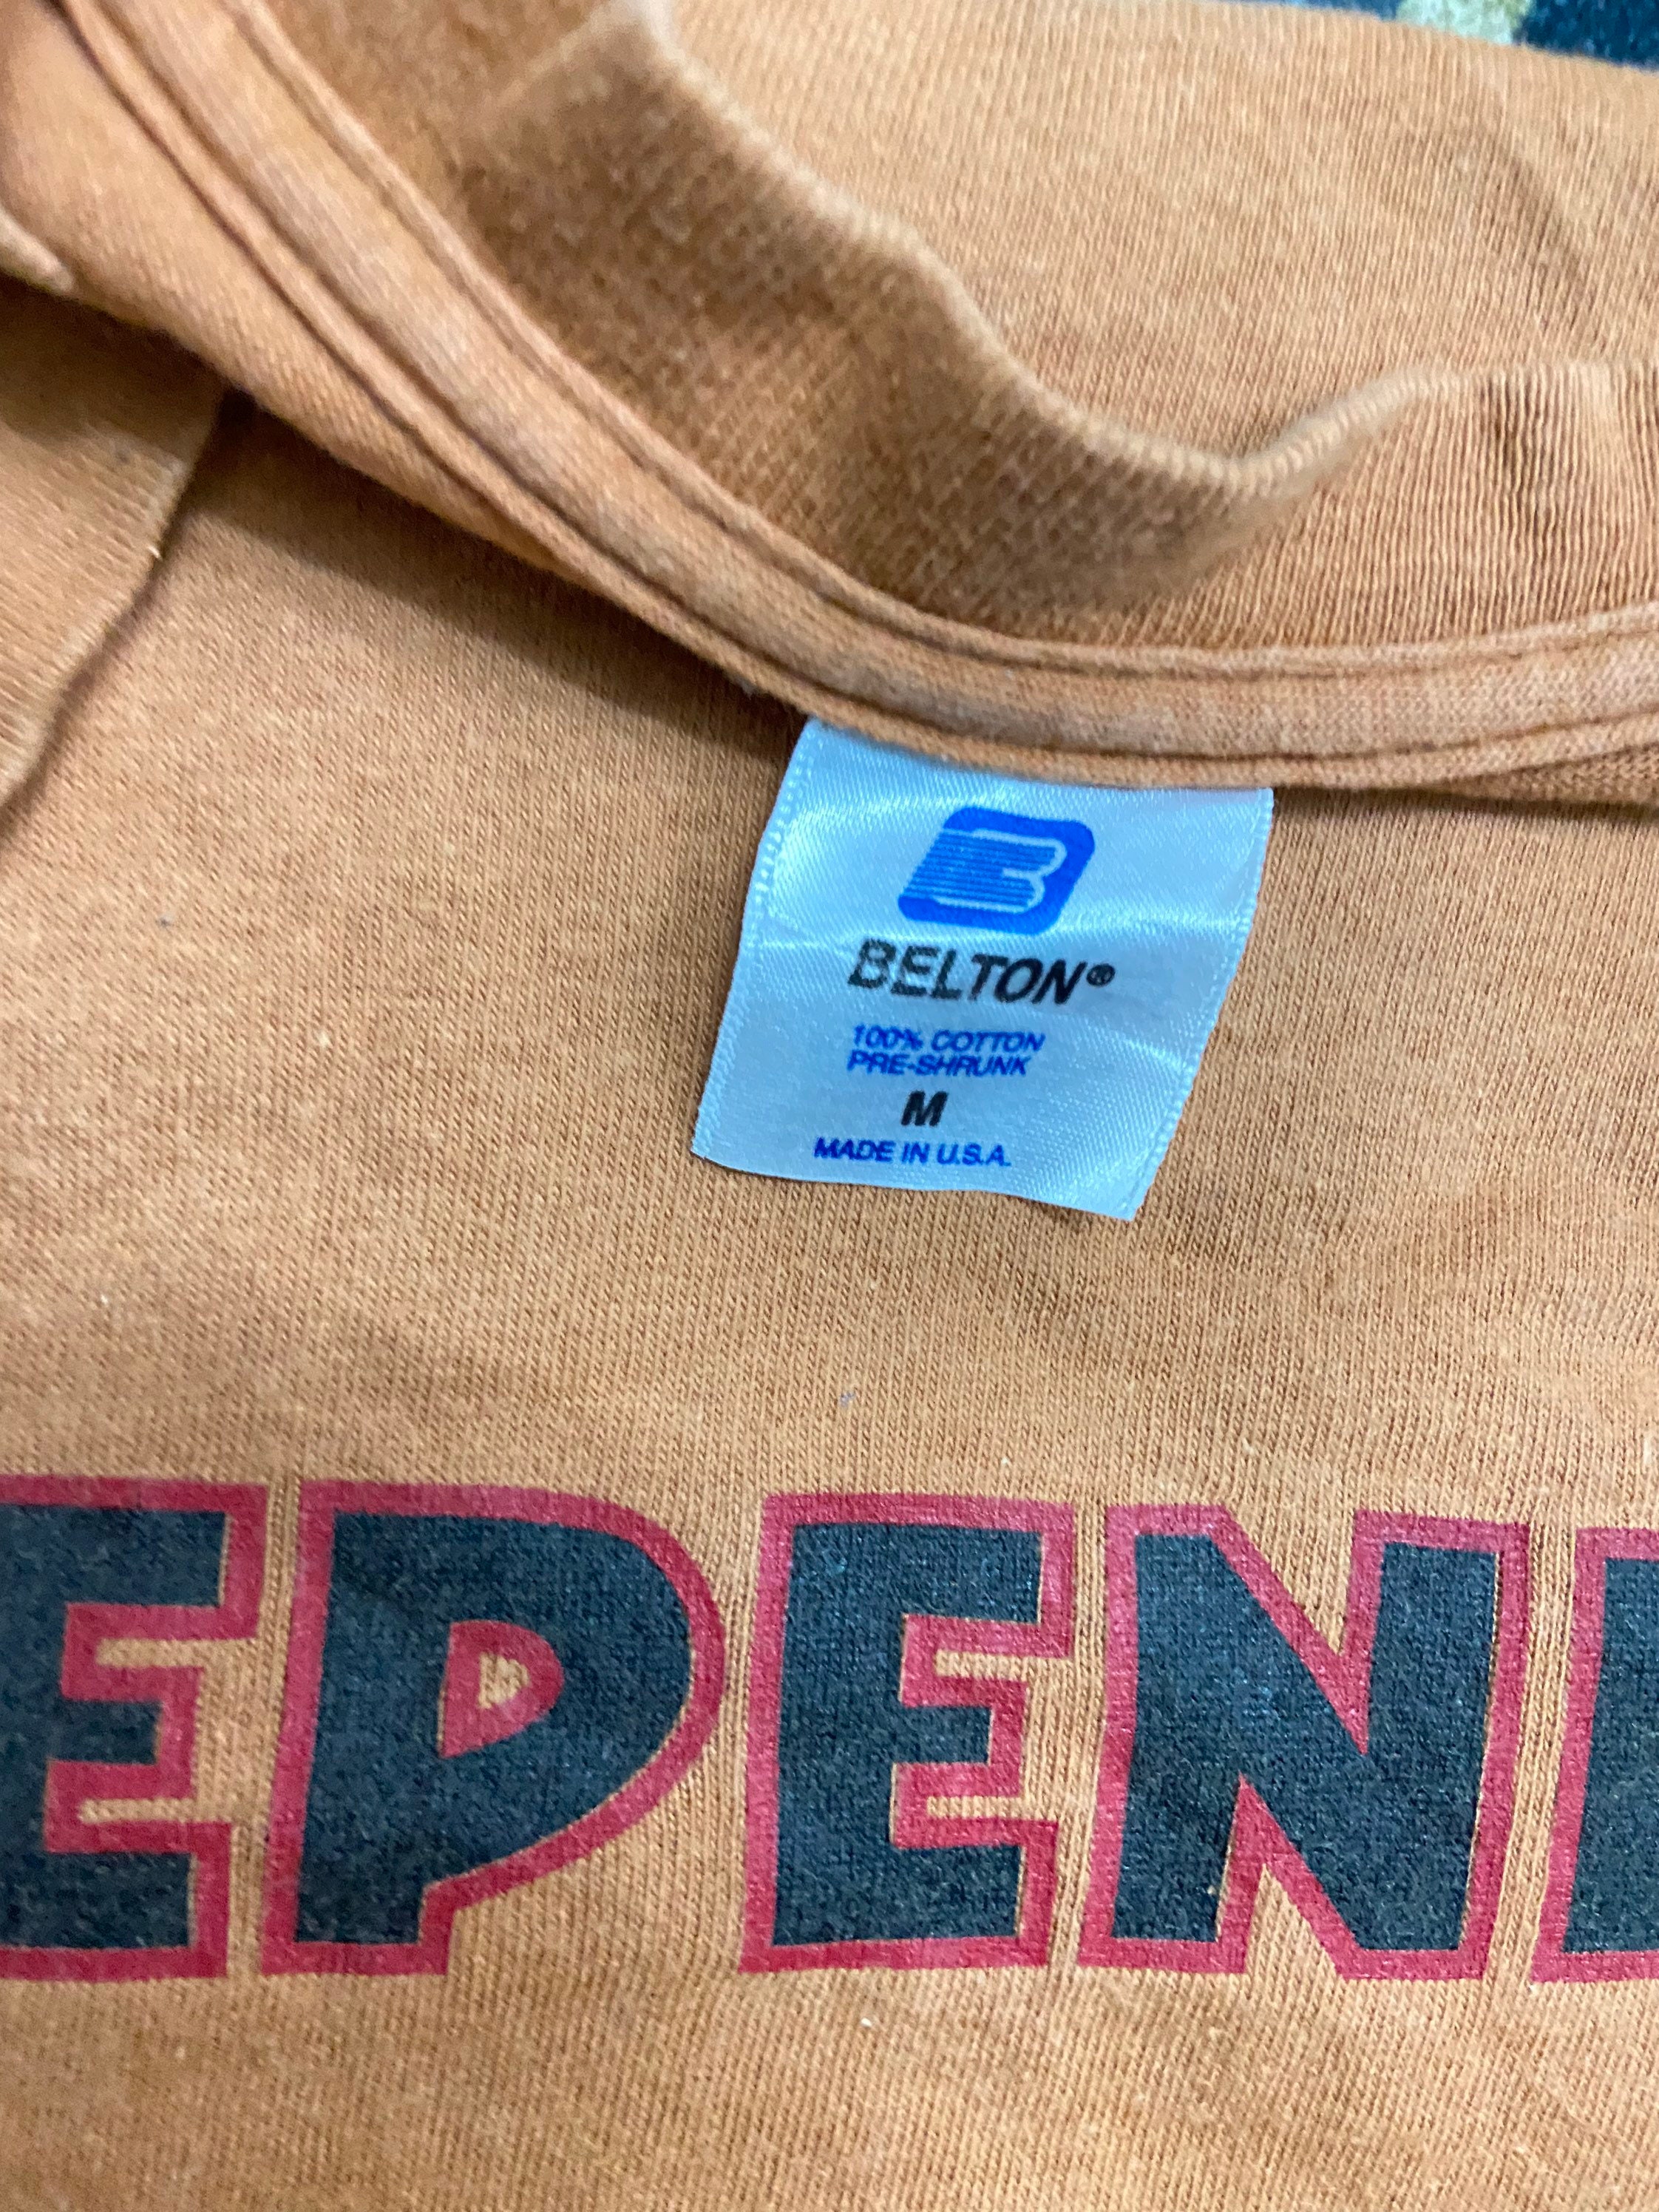 B
BELTON®
100% COTTON
PRE-SHRUNK
M
MADE IN U.S.A.
EPEN